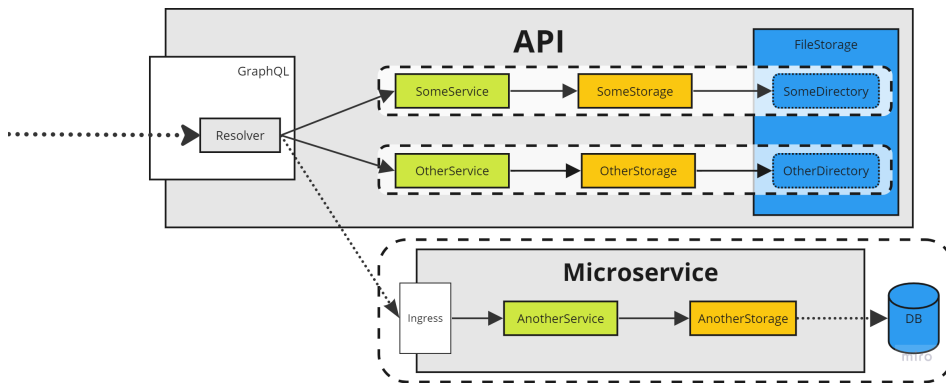 API
FileStorage
GraphQL
SomeService
SomeStorage
SomeDirectory
Resolver
OtherService
OtherStorage
OtherDirectory
Microservice
Ingress
AnotherService
AnotherStorage
DB
miro